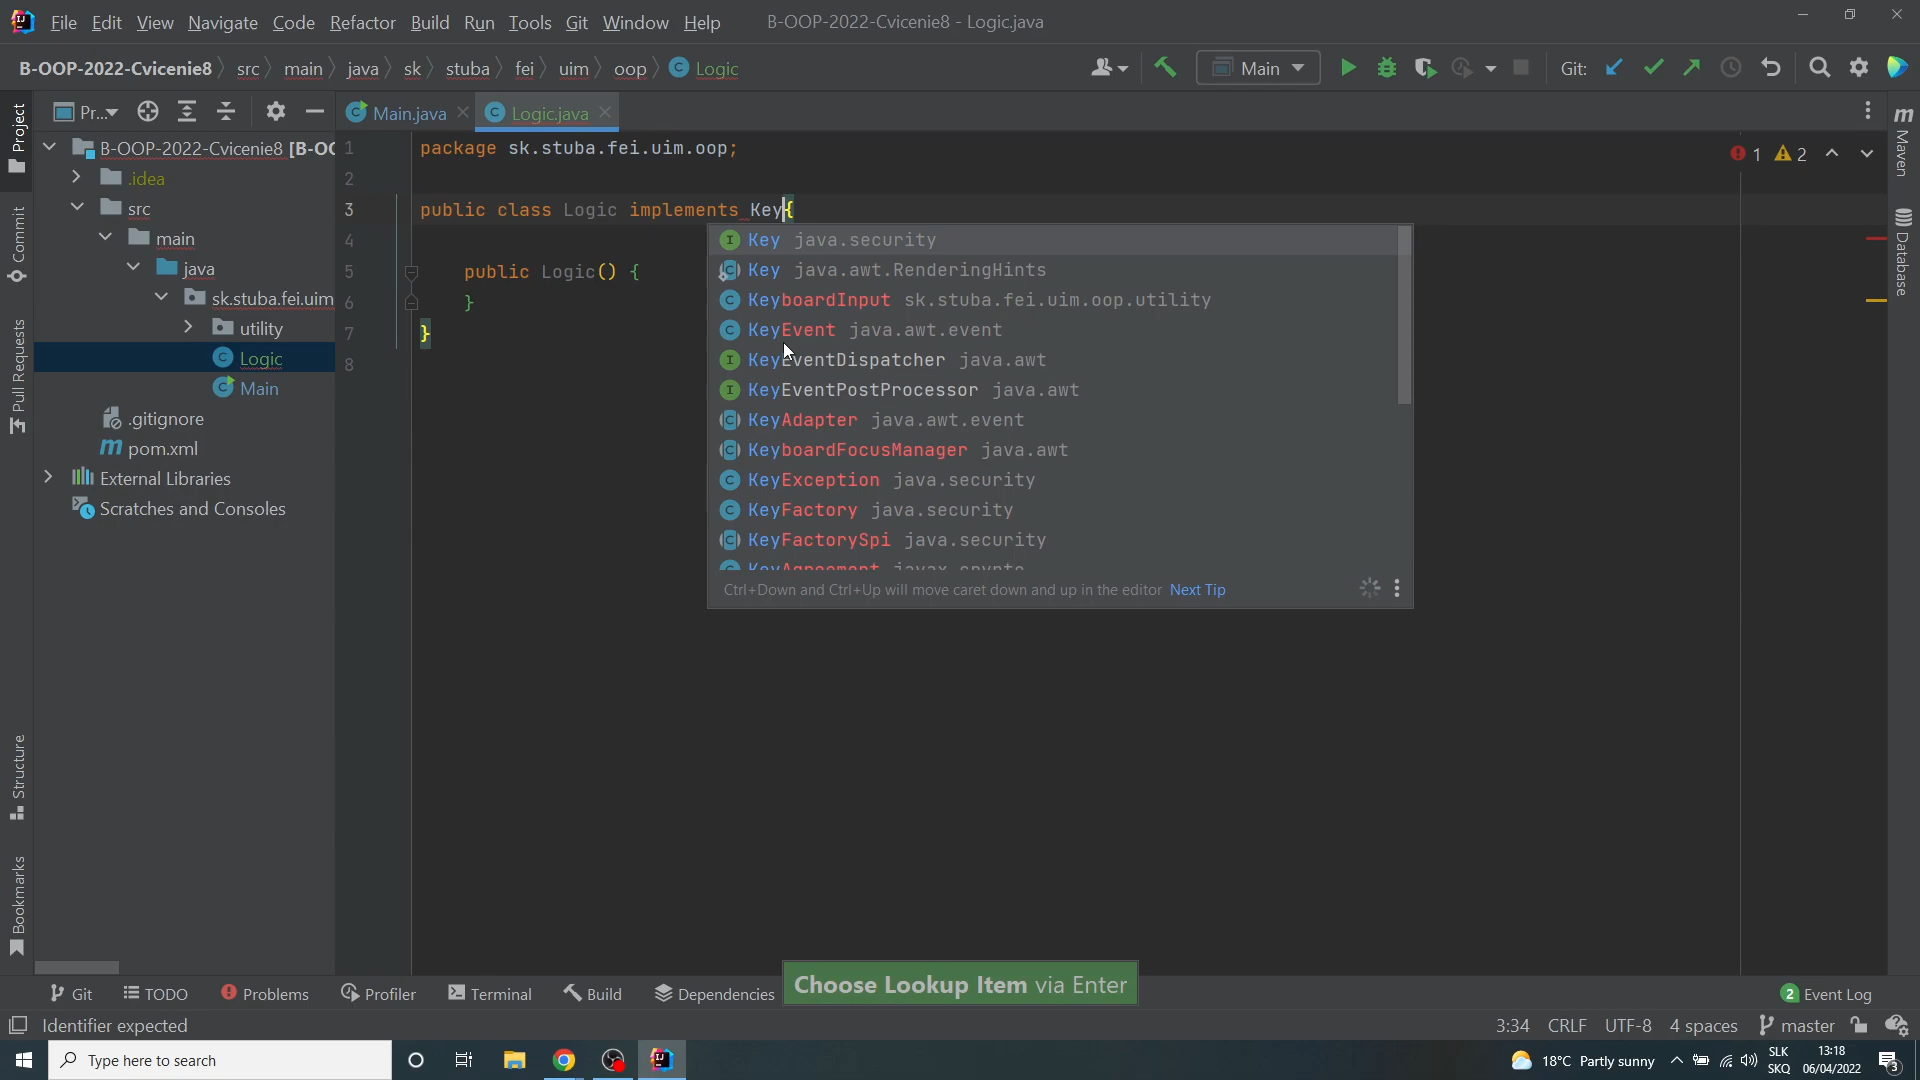 File Edit View Navigate Code Refactor Build Run Tools Git Window Help B-OOP-2022-Cvicenie8 - Logic.java
B-OOP-2022-Cvicenie8 src main java sk stuba fei uim oop Logic Main Git:
Pr... Main.java Logic.java
Project
Commit
Pull Requests
Structure
Bookmarks
B-OOP-2022-Cvicenie8 [B-OO
.idea
src
main
java
sk.stuba.fei.uim
utility
Logic
Main
.gitignore
pom.xml
External Libraries
Scratches and Consoles
1 package sk.stuba.fei.uim.oop;
2
3 public class Logic implements Key{
4
5 public Logic() {
6 }
7 }
8
1 2
Key java.security
Key java.awt.RenderingHints
KeyboardInput sk.stuba.fei.uim.oop.utility
KeyEvent java.awt.event
KeyEventDispatcher java.awt
KeyEventPostProcessor java.awt
KeyAdapter java.awt.event
KeyboardFocusManager java.awt
KeyException java.security
KeyFactory java.security
KeyFactorySpi java.security
KeyAgreement javax.crypto
Ctrl+Down and Ctrl+Up will move caret down and up in the editor Next Tip
Maven
Database
Choose Lookup Item via Enter
Git TODO Problems Profiler Terminal Build Dependencies 2 Event Log
Identifier expected 3:34 CRLF UTF-8 4 spaces master
Type here to search 18°C Partly sunny SLK SKQ 13:18 06/04/2022 3